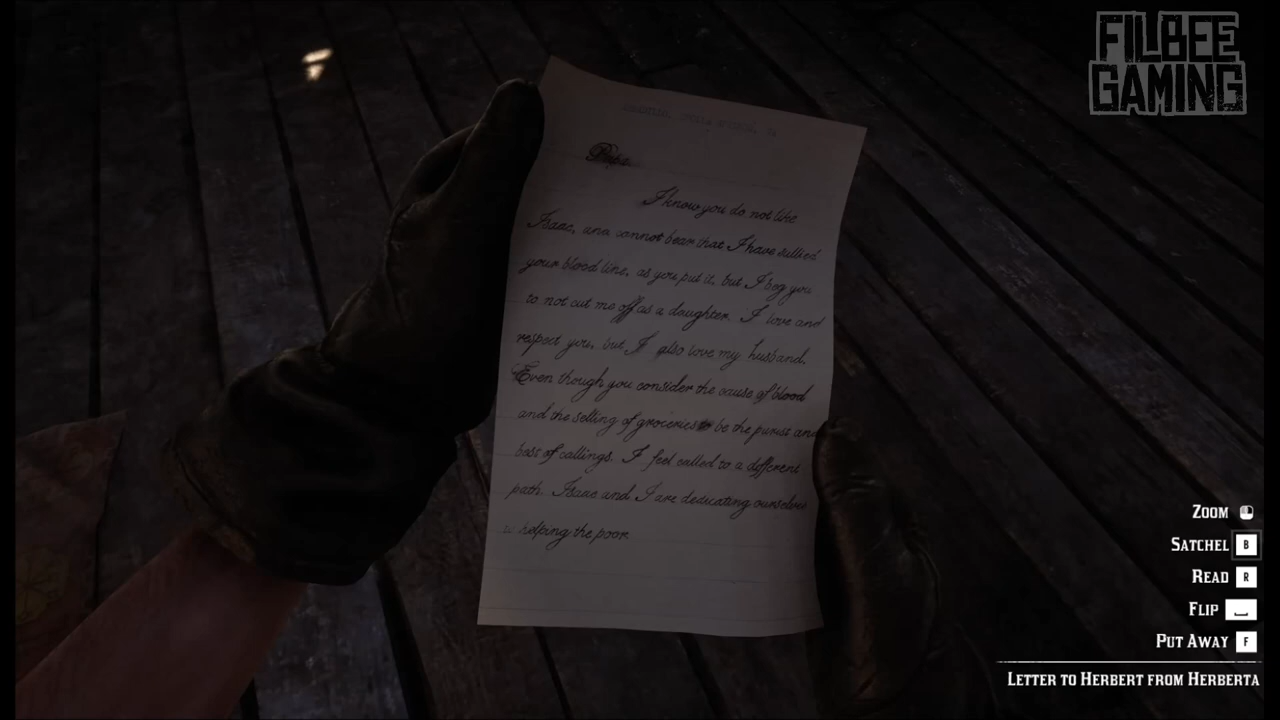 FILBEE
GAMING
Papa
I know you do not like
Isaac, and cannot bear that I have sullied
your blood line, as you put it, but I beg you
to not cut me off as a daughter. I love and
respect you, but I also love my husband.
Even though you consider the cause of blood
and the selling of groceries to be the purist and
best of callings. I feel called to a different
path. Isaac and I are dedicating ourselves
to helping the poor
ZOOM
SATCHEL B
READ R
FLIP
PUT AWAY F
LETTER TO HERBERT FROM HERBERTA